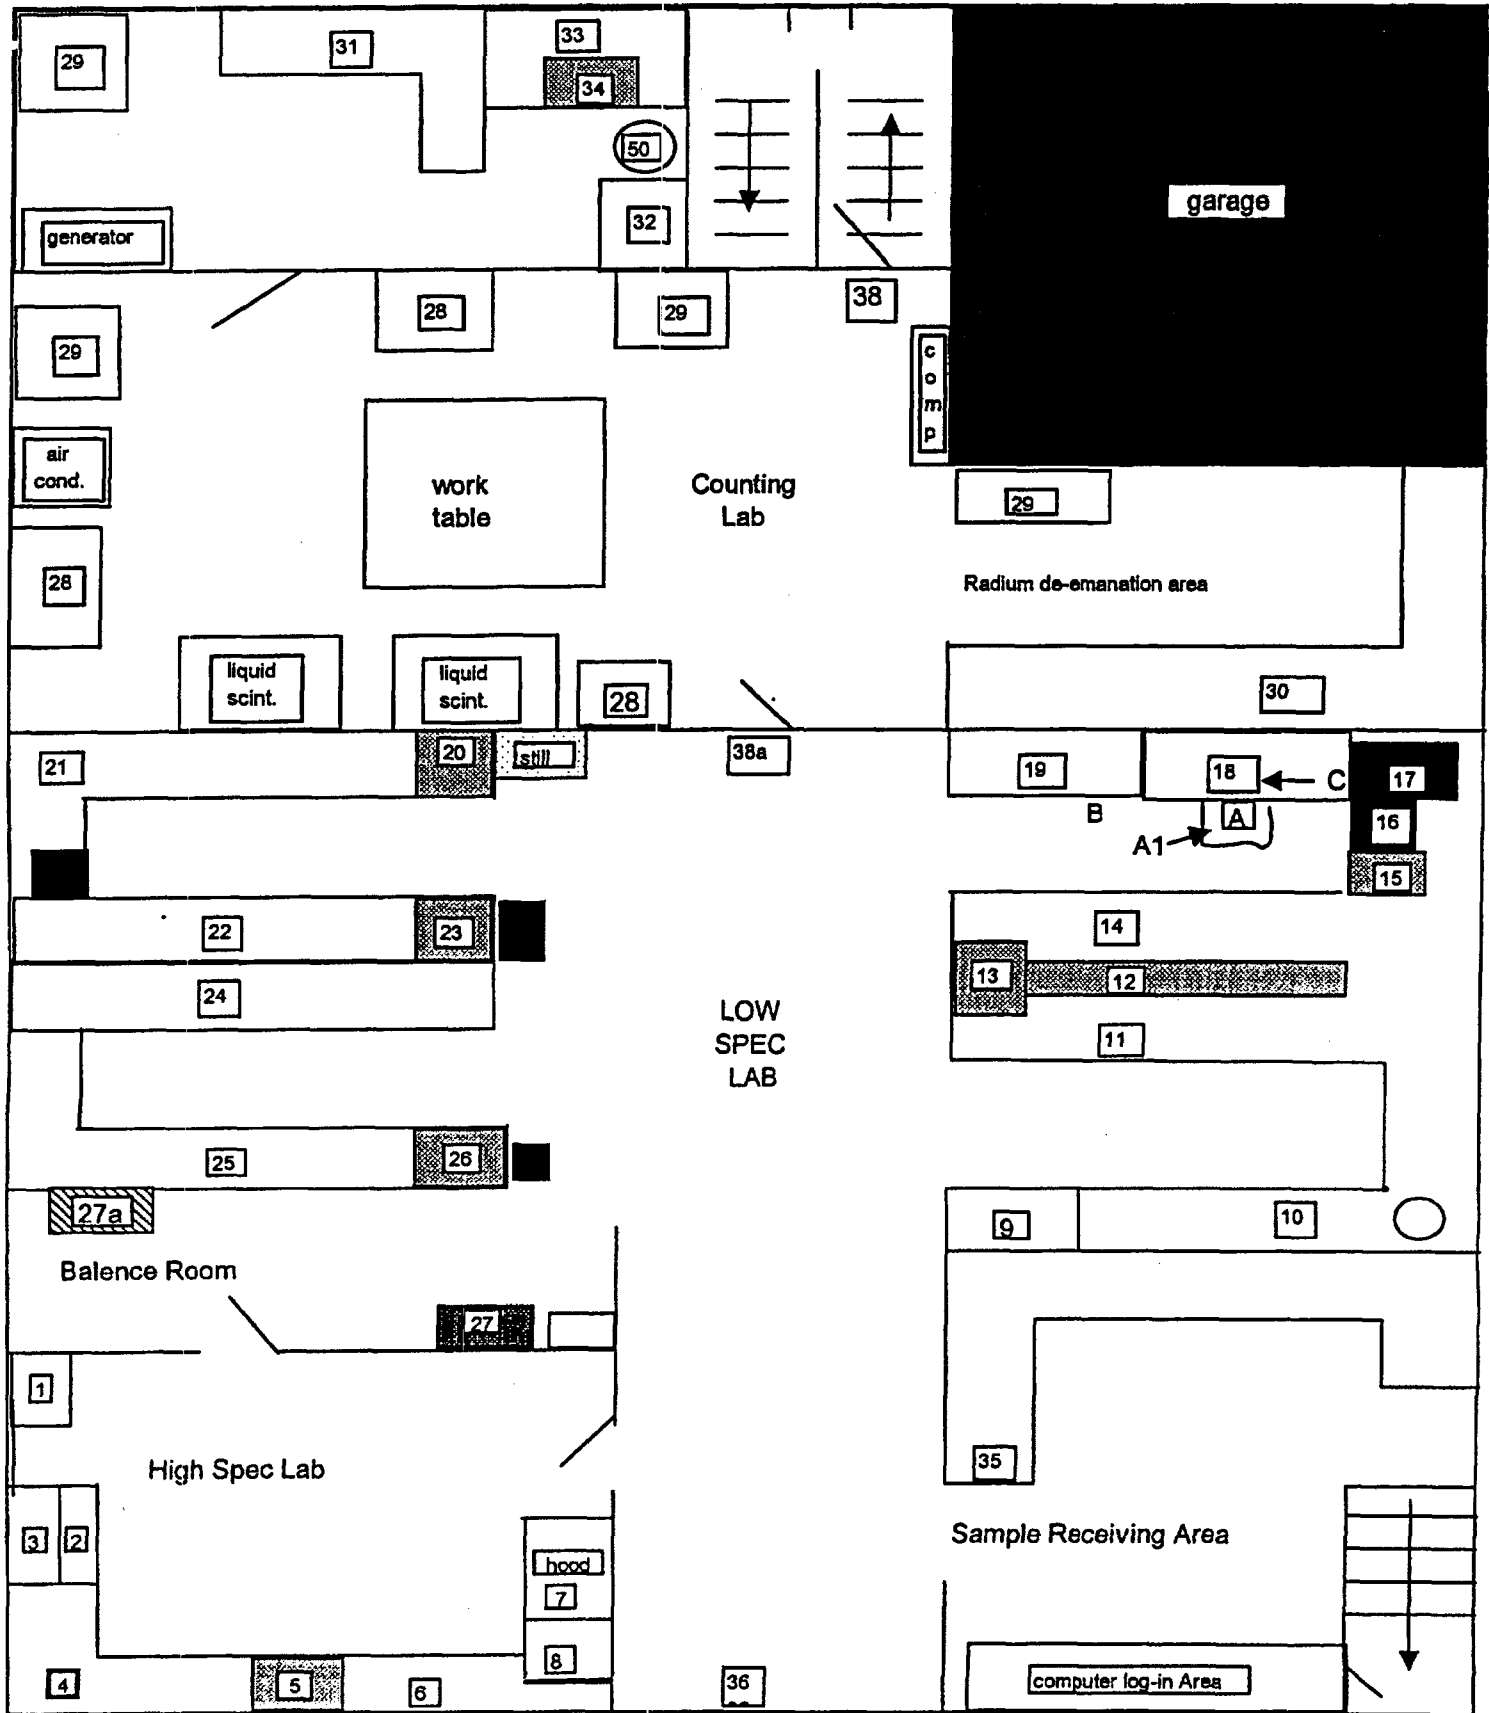 29
31
33
34
50
garage
generator
32
28
29
38
29
c
o
m
p
air
cond.
work
table
Counting
Lab
29
28
Radium de-emanation area
liquid
scint.
liquid
scint.
28
30
21
20
still
38a
19
18
C
17
B
A
16
A1
15
22
23
14
24
13
12
LOW
SPEC
LAB
11
25
26
27a
9
10
Balence Room
27
1
High Spec Lab
35
3
2
Sample Receiving Area
hood
7
8
4
5
6
36
computer log-in Area